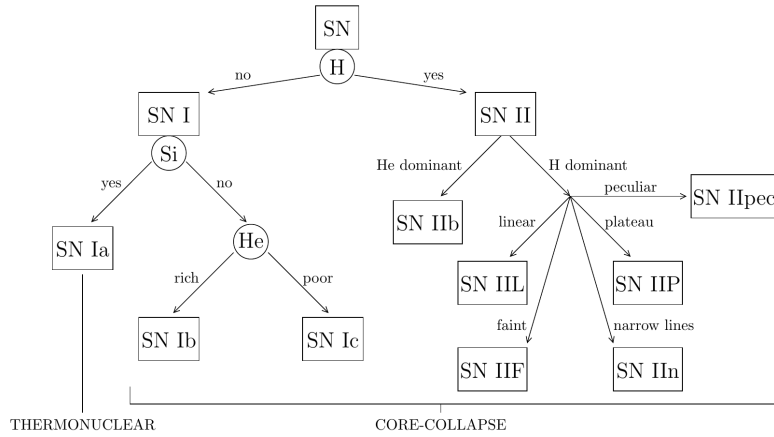 SN
H
no
yes
SN I
SN II
Si
He dominant
H dominant
yes
no
peculiar
SN IIpec
SN IIb
linear
plateau
SN Ia
He
rich
poor
SN IIL
SN IIP
faint
narrow lines
SN Ib
SN Ic
SN IIF
SN IIn
THERMONUCLEAR
CORE-COLLAPSE